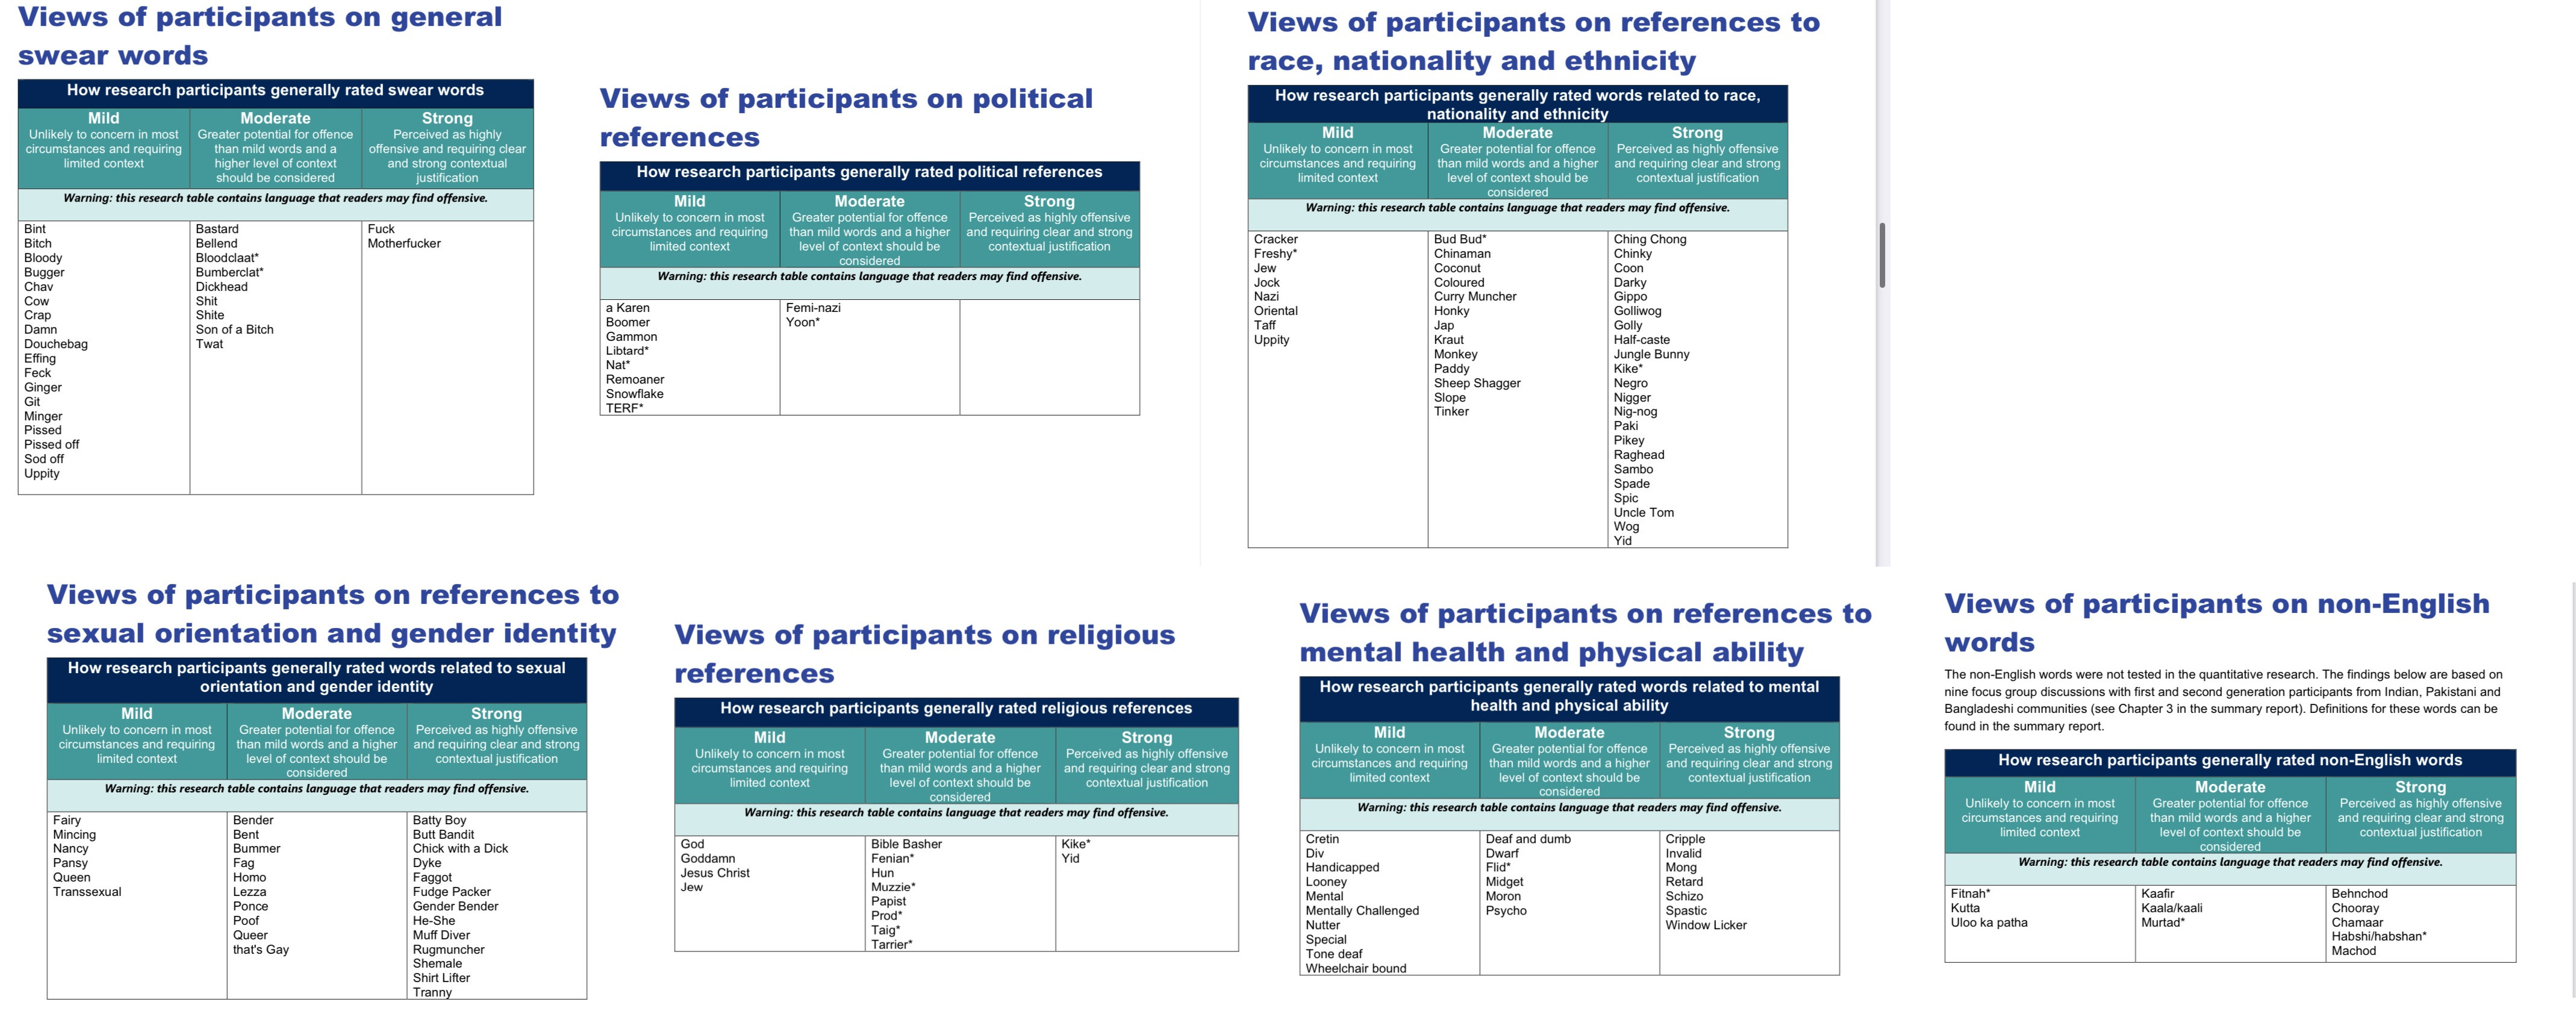 Views of participants on general
swear words
How research participants generally rated swear words
Mild
Unlikely to concern in most
circumstances and requiring
limited context
Moderate
Greater potential for offence
than mild words and a
higher level of context
should be considered
Strong
Perceived as highly
offensive and requiring clear
and strong contextual
justification
Warning: this research table contains language that readers may find offensive.
Bint
Bitch
Bloody
Bugger
Chav
Cow
Crap
Damn
Douchebag
Effing
Feck
Ginger
Git
Minger
Pissed
Pissed off
Sod off
Uppity
Bastard
Bellend
Bloodclaat*
Bumberclat*
Dickhead
Shit
Shite
Son of a Bitch
Twat
Fuck
Motherfucker
Views of participants on political
references
How research participants generally rated political references
Mild
Unlikely to concern in most
circumstances and requiring
limited context
Moderate
Greater potential for offence
than mild words and a higher
level of context should be
considered
Strong
Perceived as highly offensive
and requiring clear and strong
contextual justification
Warning: this research table contains language that readers may find offensive.
a Karen
Boomer
Gammon
Libtard*
Nat*
Remoaner
Snowflake
TERF*
Femi-nazi
Yoon*
Views of participants on references to
race, nationality and ethnicity
How research participants generally rated words related to race,
nationality and ethnicity
Mild
Unlikely to concern in most
circumstances and requiring
limited context
Moderate
Greater potential for offence
than mild words and a higher
level of context should be
considered
Strong
Perceived as highly offensive
and requiring clear and strong
contextual justification
Warning: this research table contains language that readers may find offensive.
Cracker
Freshy*
Jew
Jock
Nazi
Oriental
Taff
Uppity
Bud Bud*
Chinaman
Coconut
Coloured
Curry Muncher
Honky
Jap
Kraut
Monkey
Paddy
Sheep Shagger
Slope
Tinker
Ching Chong
Chinky
Coon
Darky
Gippo
Golliwog
Golly
Half-caste
Jungle Bunny
Kike*
Negro
Nigger
Nig-nog
Paki
Pikey
Raghead
Sambo
Spade
Spic
Uncle Tom
Wog
Yid
Views of participants on references to
sexual orientation and gender identity
How research participants generally rated words related to sexual
orientation and gender identity
Mild
Unlikely to concern in most
circumstances and requiring
limited context
Moderate
Greater potential for offence
than mild words and a higher
level of context should be
considered
Strong
Perceived as highly offensive
and requiring clear and strong
contextual justification
Warning: this research table contains language that readers may find offensive.
Fairy
Mincing
Nancy
Pansy
Queen
Transsexual
Bender
Bent
Bummer
Fag
Homo
Lezza
Ponce
Poof
Queer
that's Gay
Batty Boy
Butt Bandit
Chick with a Dick
Dyke
Faggot
Fudge Packer
Gender Bender
He-She
Muff Diver
Rugmuncher
Shemale
Shirt Lifter
Tranny
Views of participants on religious
references
How research participants generally rated religious references
Mild
Unlikely to concern in most
circumstances and requiring
limited context
Moderate
Greater potential for offence
than mild words and a higher
level of context should be
considered
Strong
Perceived as highly offensive
and requiring clear and strong
contextual justification
Warning: this research table contains language that readers may find offensive.
God
Goddamn
Jesus Christ
Jew
Bible Basher
Fenian*
Hun
Muzzie*
Papist
Prod*
Taig*
Tarrier*
Kike*
Yid
Views of participants on references to
mental health and physical ability
How research participants generally rated words related to mental
health and physical ability
Mild
Unlikely to concern in most
circumstances and requiring
limited context
Moderate
Greater potential for offence
than mild words and a higher
level of context should be
considered
Strong
Perceived as highly offensive
and requiring clear and strong
contextual justification
Warning: this research table contains language that readers may find offensive.
Cretin
Div
Handicapped
Looney
Mental
Mentally Challenged
Nutter
Special
Tone deaf
Wheelchair bound
Deaf and dumb
Dwarf
Flid*
Midget
Moron
Psycho
Cripple
Invalid
Mong
Retard
Schizo
Spastic
Window Licker
Views of participants on non-English
words
The non-English words were not tested in the quantitative research. The findings below are based on
nine focus group discussions with first and second generation participants from Indian, Pakistani and
Bangladeshi communities (see Chapter 3 in the summary report). Definitions for these words can be
found in the summary report.
How research participants generally rated non-English words
Mild
Unlikely to concern in most
circumstances and requiring
limited context
Moderate
Greater potential for offence
than mild words and a higher
level of context should be
considered
Strong
Perceived as highly offensive
and requiring clear and strong
contextual justification
Warning: this research table contains language that readers may find offensive.
Fitnah*
Kutta
Uloo ka patha
Kaafir
Kaala/kaali
Murtad*
Behnchod
Chooray
Chamaar
Habshi/habshan*
Machod